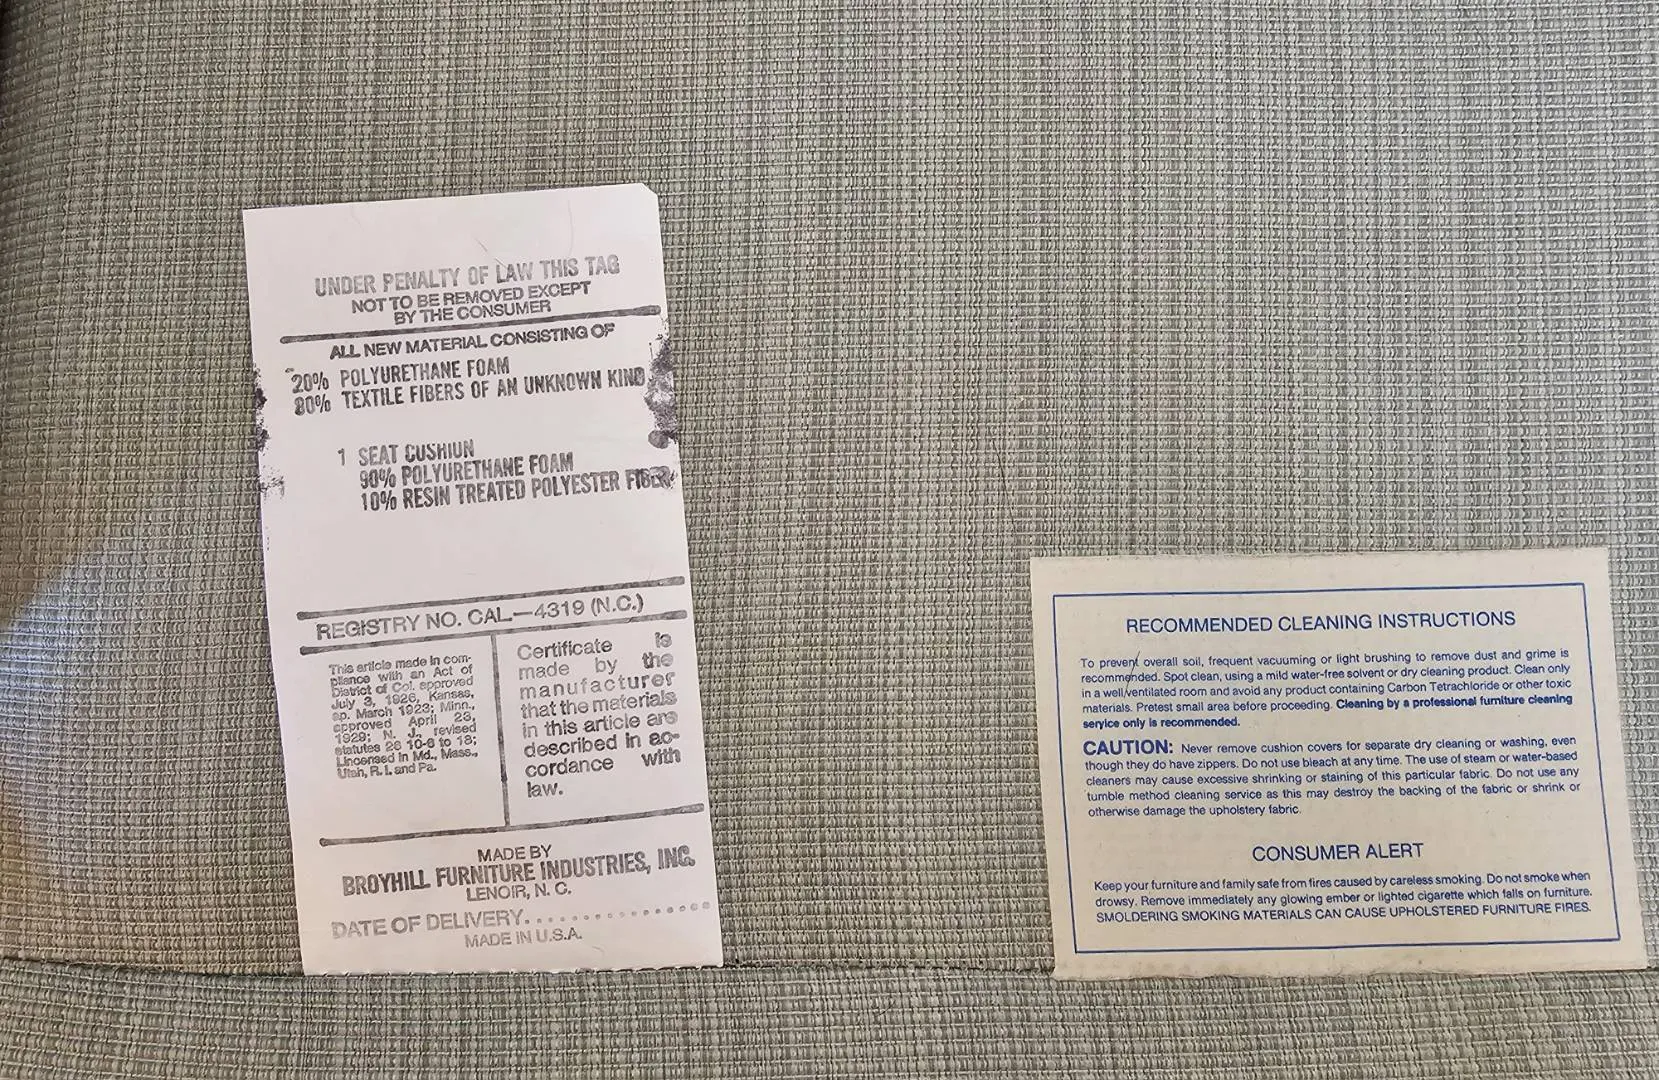 UNDER PENALTY OF LAW THIS TAG
NOT TO BE REMOVED EXCEPT
BY THE CONSUMER
ALL NEW MATERIAL CONSISTING OF
20% POLYURETHANE FOAM
80% TEXTILE FIBERS OF AN UNKNOWN KIND
1 SEAT CUSHION
90% POLYURETHANE FOAM
10% RESIN TREATED POLYESTER FIBER
REGISTRY NO. CAL.—4319 (N.C.)
This article made in com-
pliance with an Act of
District of Col. approved
July 3, 1926, Kansas,
ap. March 1923; Minn.,
approved April 23,
1929; N. J., revised
statutes 26 10-6 to 18;
Lincensed in Md., Mass.,
Utah, R.I. and Pa.
Certificate is
made by the
manufacturer
that the materials
in this article are
described in ac-
cordance with
law.
MADE BY
BROYHILL FURNITURE INDUSTRIES, INC.
LENOIR, N. C.
DATE OF DELIVERY..................
MADE IN U.S.A.
RECOMMENDED CLEANING INSTRUCTIONS
To prevent overall soil, frequent vacuuming or light brushing to remove dust and grime is
recommended. Spot clean, using a mild water-free solvent or dry cleaning product. Clean only
in a well ventilated room and avoid any product containing Carbon Tetrachloride or other toxic
materials. Pretest small area before proceeding. Cleaning by a professional furniture cleaning
service only is recommended.
CAUTION: Never remove cushion covers for separate dry cleaning or washing, even
though they do have zippers. Do not use bleach at any time. The use of steam or water-based
cleaners may cause excessive shrinking or staining of this particular fabric. Do not use any
tumble method cleaning service as this may destroy the backing of the fabric or shrink or
otherwise damage the upholstery fabric.
CONSUMER ALERT
Keep your furniture and family safe from fires caused by careless smoking. Do not smoke when
drowsy. Remove immediately any glowing ember or lighted cigarette which falls on furniture.
SMOLDERING SMOKING MATERIALS CAN CAUSE UPHOLSTERED FURNITURE FIRES.